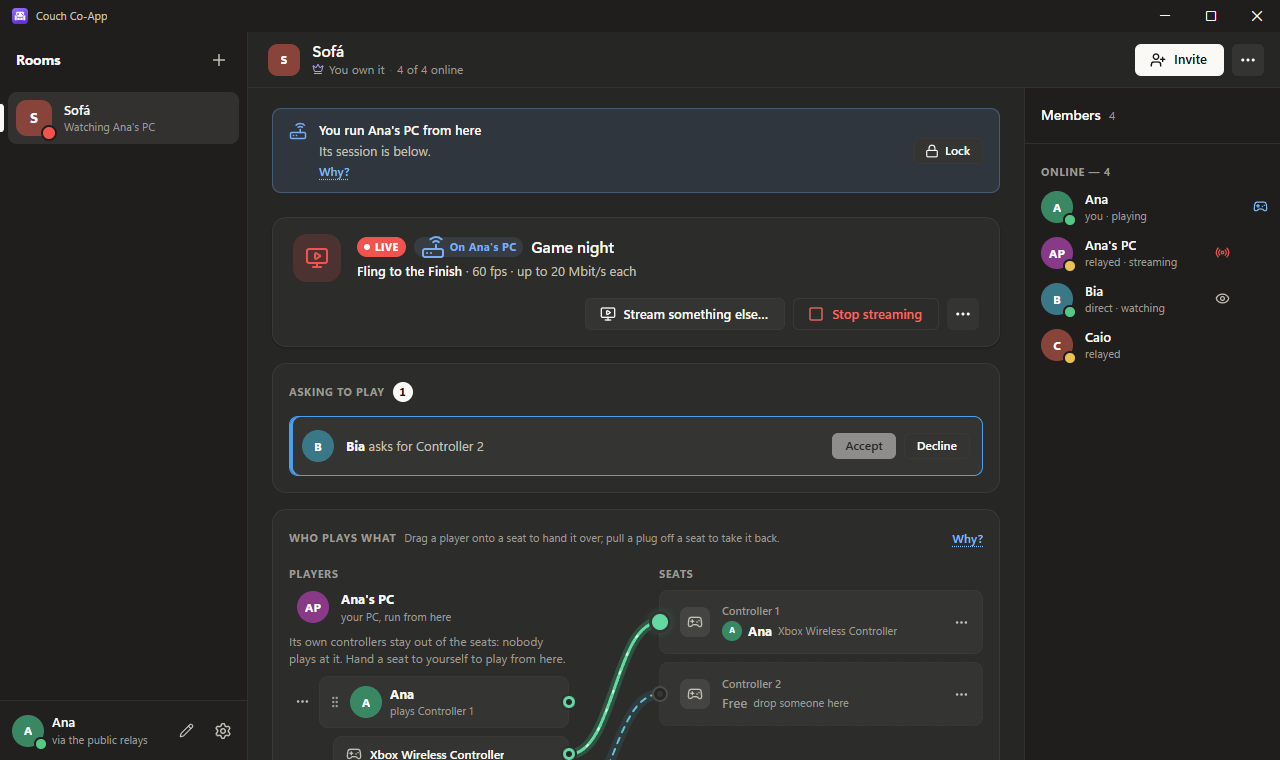 Couch Co-App
Rooms
S
Sofá
Watching Ana's PC
S
Sofá
You own it · 4 of 4 online
Invite
You run Ana's PC from here
Its session is below.
Why?
Lock
LIVE
On Ana's PC
Game night
Fling to the Finish · 60 fps · up to 20 Mbit/s each
Stream something else...
Stop streaming
ASKING TO PLAY 1
B
Bia asks for Controller 2
Accept
Decline
WHO PLAYS WHAT
Drag a player onto a seat to hand it over; pull a plug off a seat to take it back.
Why?
PLAYERS
AP
Ana's PC
your PC, run from here
Its own controllers stay out of the seats: nobody
plays at it. Hand a seat to yourself to play from here.
A
Ana
plays Controller 1
Xbox Wireless Controller
SEATS
Controller 1
A
Ana Xbox Wireless Controller
Controller 2
Free drop someone here
Members 4
ONLINE — 4
A
Ana
you · playing
AP
Ana's PC
relayed · streaming
B
Bia
direct · watching
C
Caio
relayed
A
Ana
via the public relays